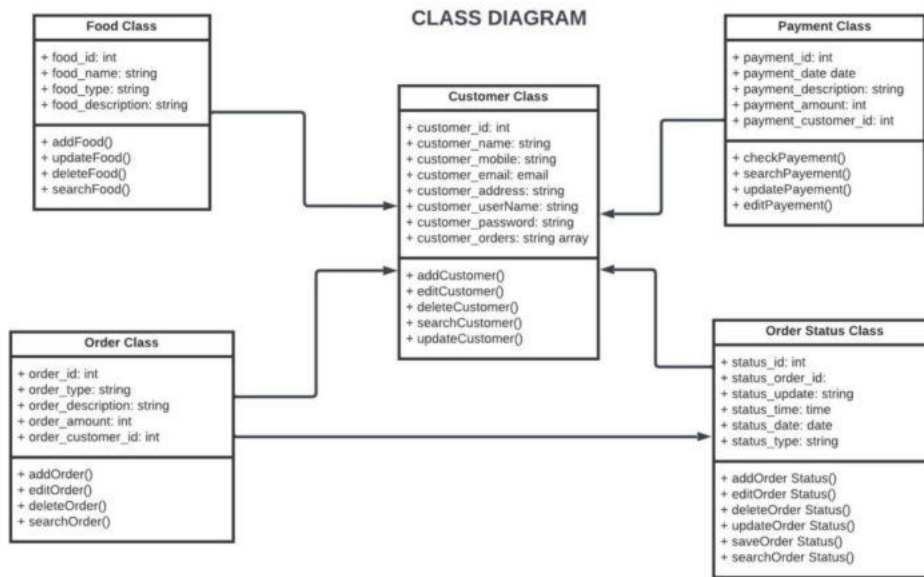 CLASS DIAGRAM
Food Class
+ food_id: int
+ food_name: string
+ food_type: string
+ food_description: string
+ addFood()
+ updateFood()
+ deleteFood()
+ searchFood()
Customer Class
+ customer_id: int
+ customer_name: string
+ customer_mobile: string
+ customer_email: email
+ customer_address: string
+ customer_userName: string
+ customer_password: string
+ customer_orders: string array
+ addCustomer()
+ editCustomer()
+ deleteCustomer()
+ searchCustomer()
+ updateCustomer()
Payment Class
+ payment_id: int
+ payment_date date
+ payment_description: string
+ payment_amount: int
+ payment_customer_id: int
+ checkPayement()
+ searchPayement()
+ updatePayement()
+ editPayement()
Order Class
+ order_id: int
+ order_type: string
+ order_description: string
+ order_amount: int
+ order_customer_id: int
+ addOrder()
+ editOrder()
+ deleteOrder()
+ searchOrder()
Order Status Class
+ status_id: int
+ status_order_id:
+ status_update: string
+ status_time: time
+ status_date: date
+ status_type: string
+ addOrder Status()
+ editOrder Status()
+ deleteOrder Status()
+ updateOrder Status()
+ saveOrder Status()
+ searchOrder Status()